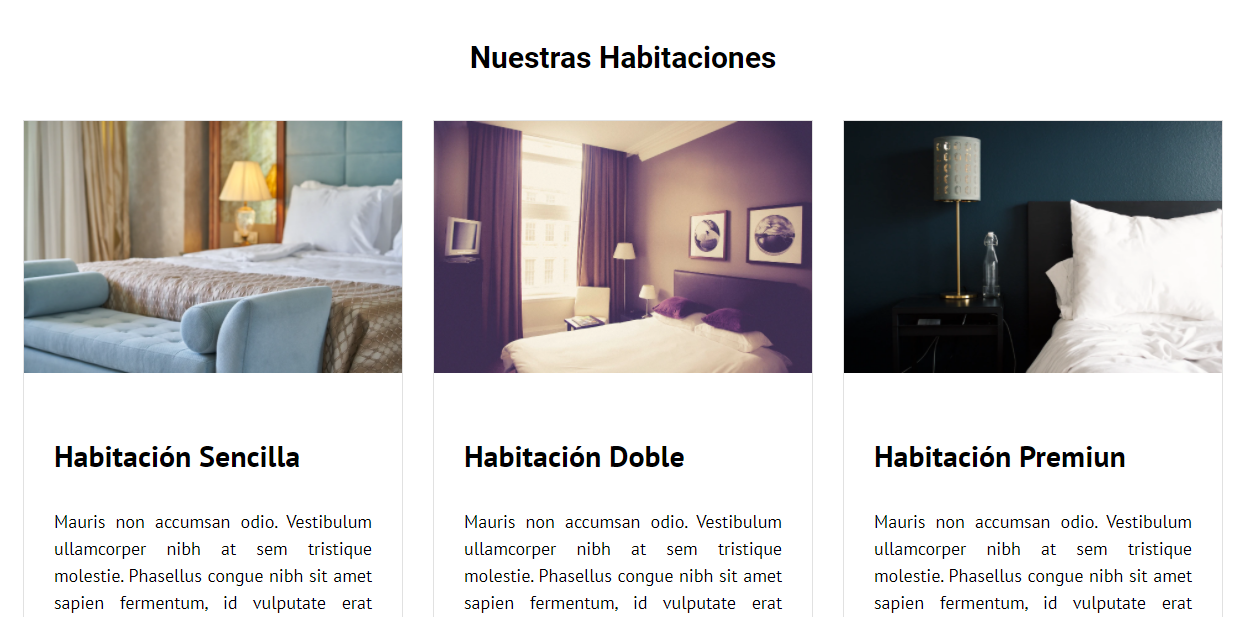 Nuestras Habitaciones
Habitación Sencilla
Mauris non accumsan odio. Vestibulum
ullamcorper nibh at sem tristique
molestie. Phasellus congue nibh sit amet
sapien fermentum, id vulputate erat
Habitación Doble
Mauris non accumsan odio. Vestibulum
ullamcorper nibh at sem tristique
molestie. Phasellus congue nibh sit amet
sapien fermentum, id vulputate erat
Habitación Premiun
Mauris non accumsan odio. Vestibulum
ullamcorper nibh at sem tristique
molestie. Phasellus congue nibh sit amet
sapien fermentum, id vulputate erat